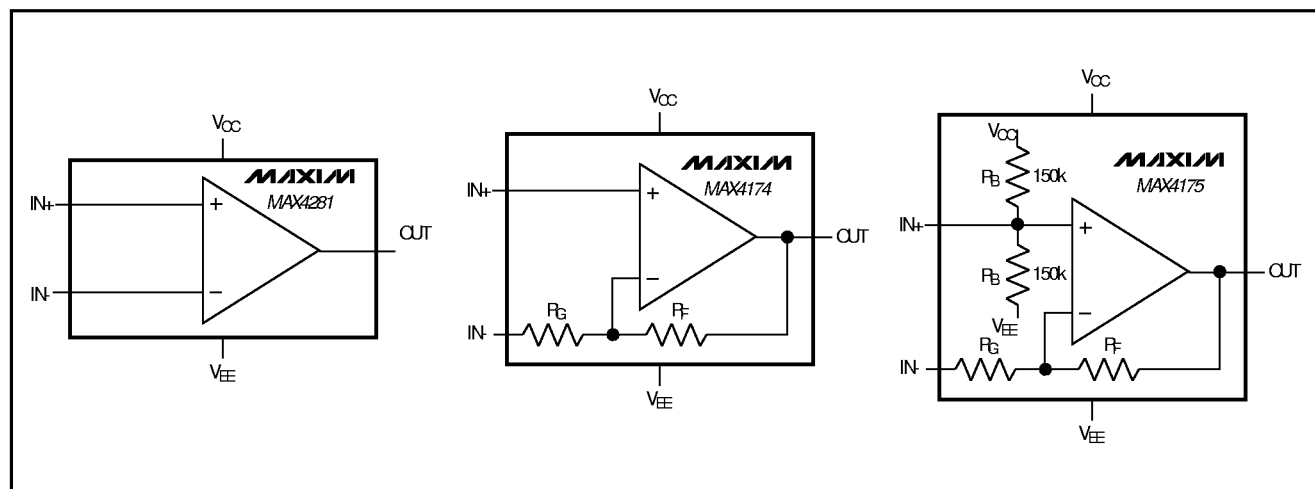 VCC
MAXIM
MAX4281
IN+
IN-
OUT
VEE
VCC
MAXIM
MAX4174
IN+
OUT
IN-
RG
RF
VEE
VCC
VCC
MAXIM
MAX4175
RB
150k
IN+
OUT
RB
150k
VEE
RG
RF
IN-
VEE